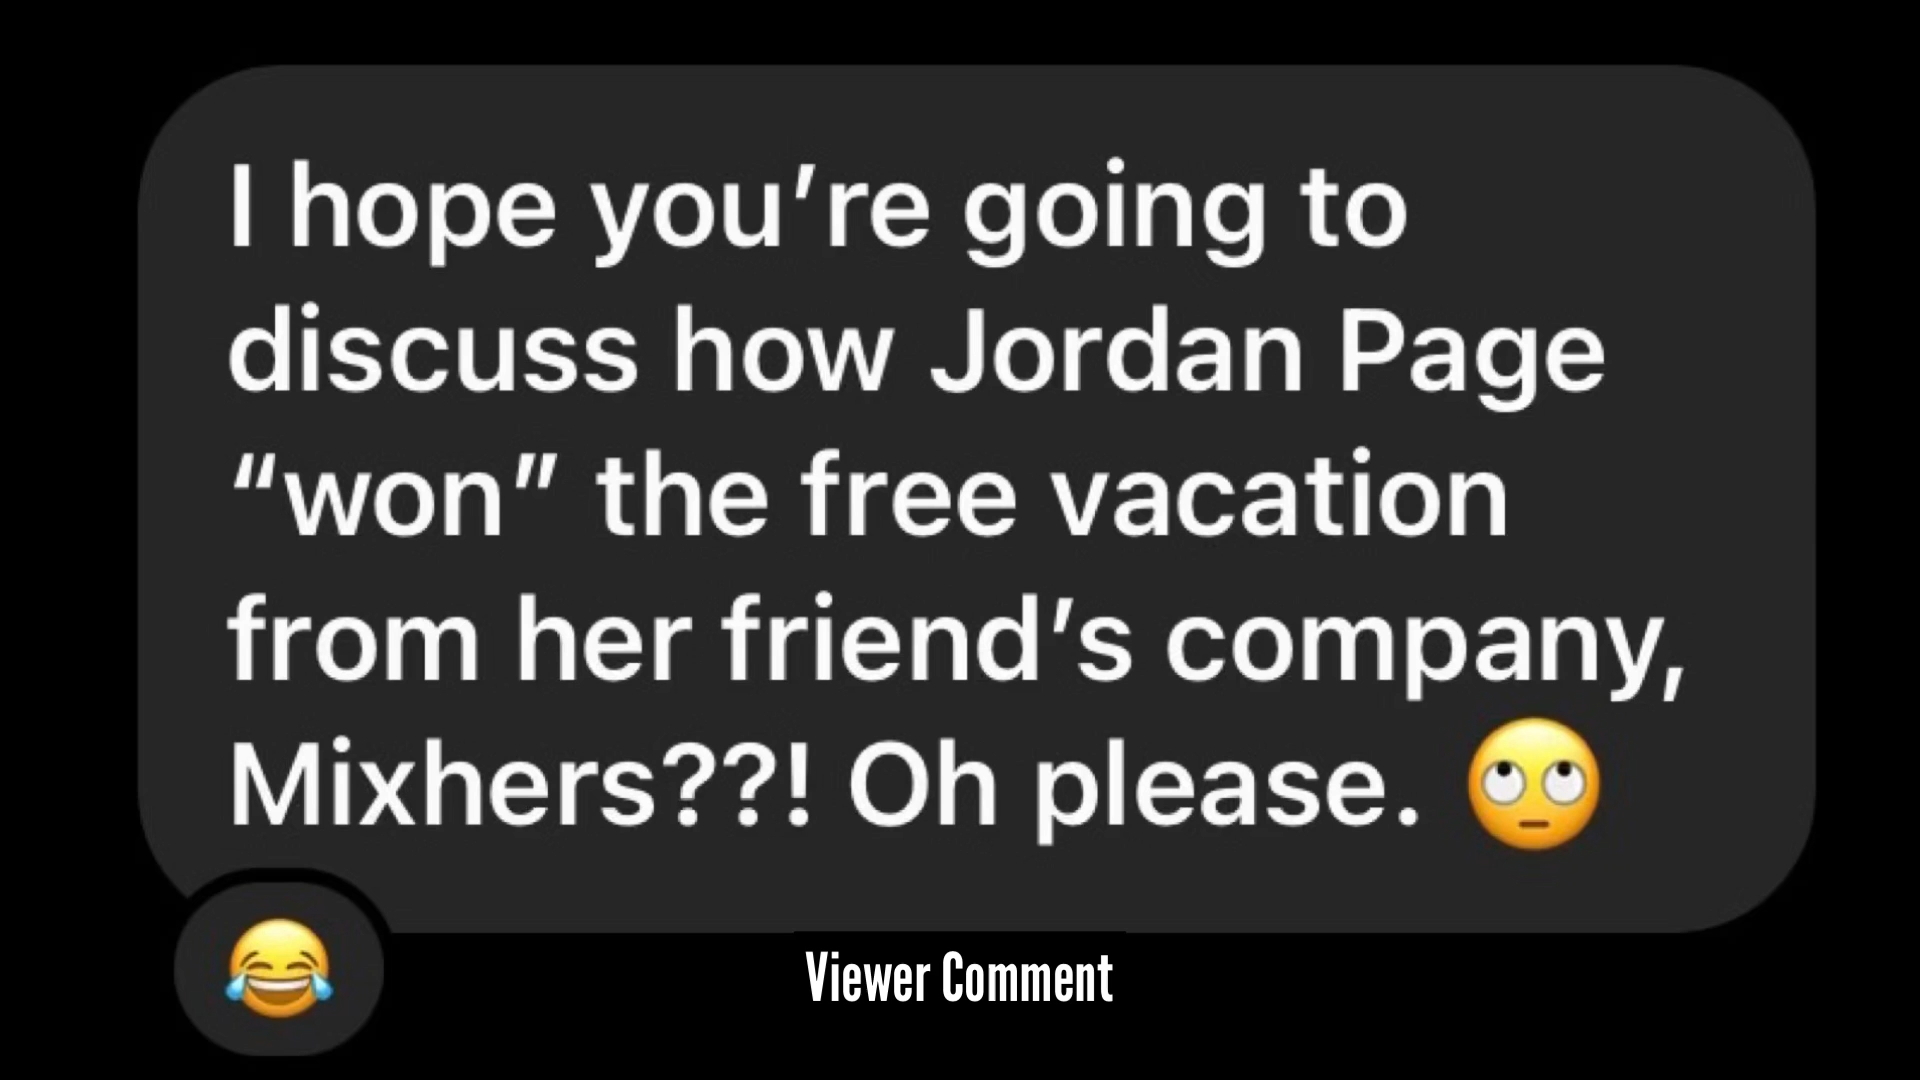 I hope you’re going to
discuss how Jordan Page
“won” the free vacation
from her friend’s company,
Mixhers??! Oh please. 🙄
😂
Viewer Comment